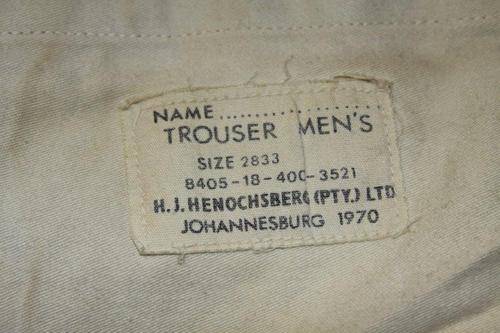 NAME......................
TROUSER MEN'S
SIZE 2833
8405-18-400-3521
H.J. HENOCHSBERG (PTY.) LTD
JOHANNESBURG 1970